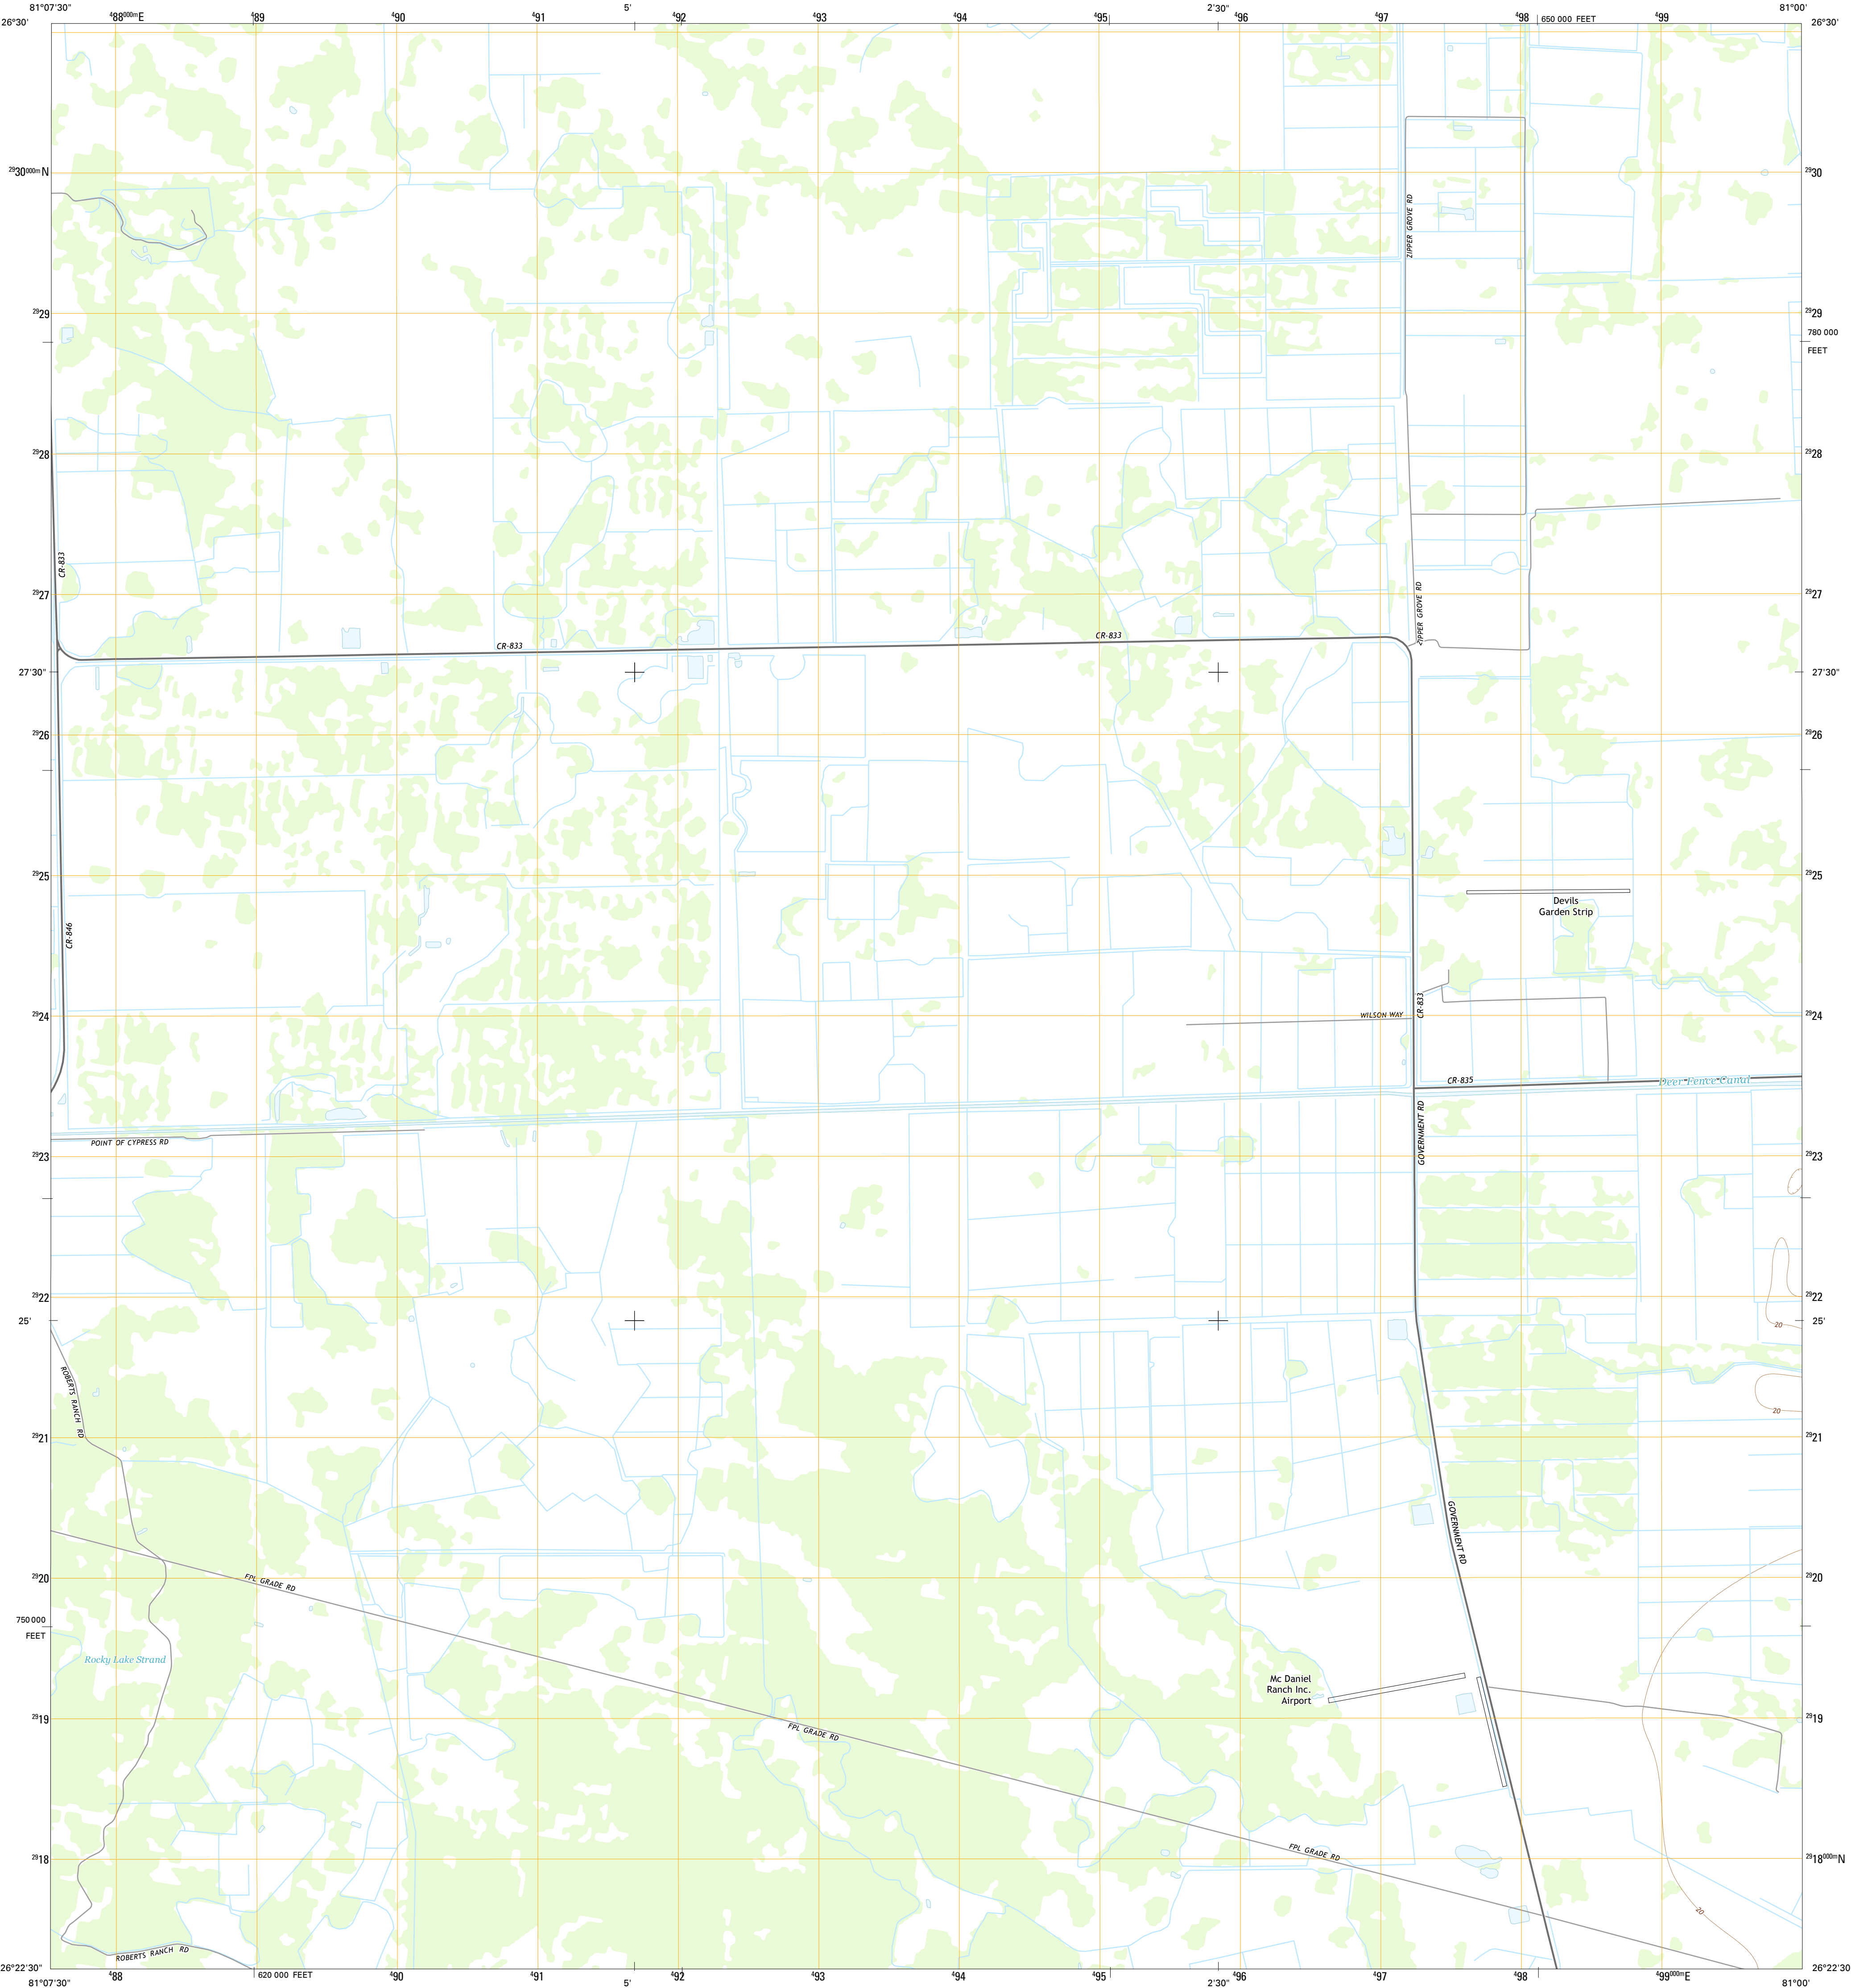 81°07'30" ⁴88⁰⁰⁰ᵐE ⁴89 ⁴90 ⁴91 5' ⁴92 ⁴93 ⁴94 ⁴95 2'30" ⁴96 ⁴97 ⁴98 650 000 FEET ⁴99 81°00'
26°30' 26°30'
²⁹30⁰⁰⁰ᵐN ²⁹30
ZIPPER GROVE RD
²⁹29 ²⁹29
780 000
FEET
²⁹28 ²⁹28
CR-833
²⁹27 ²⁹27
ZIPPER GROVE RD
CR-833
CR-833
27'30" 27'30"
²⁹26 ²⁹26
²⁹25 ²⁹25
Devils
Garden Strip
CR-846
CR-833
²⁹24 ²⁹24
WILSON WAY
CR-835
Deer Fence Canal
GOVERNMENT RD
POINT OF CYPRESS RD
²⁹23 ²⁹23
²⁹22 ²⁹22
25' 25'
20
ROBERTS RANCH RD
20
²⁹21 ²⁹21
GOVERNMENT RD
²⁹20 ²⁹20
FPL GRADE RD
750 000
FEET
Rocky Lake Strand
Mc Daniel
Ranch Inc.
Airport
²⁹19 ²⁹19
FPL GRADE RD
FPL GRADE RD
²⁹18 ²⁹18⁰⁰⁰ᵐN
20
ROBERTS RANCH RD
26°22'30" 26°22'30
⁴88 620 000 FEET ⁴90 ⁴91 ⁴92 ⁴93 ⁴94 ⁴95 ⁴96 ⁴97 ⁴98 ⁴99⁰⁰⁰ᵐE
81°07'30" 5' 2'30" 81°00'